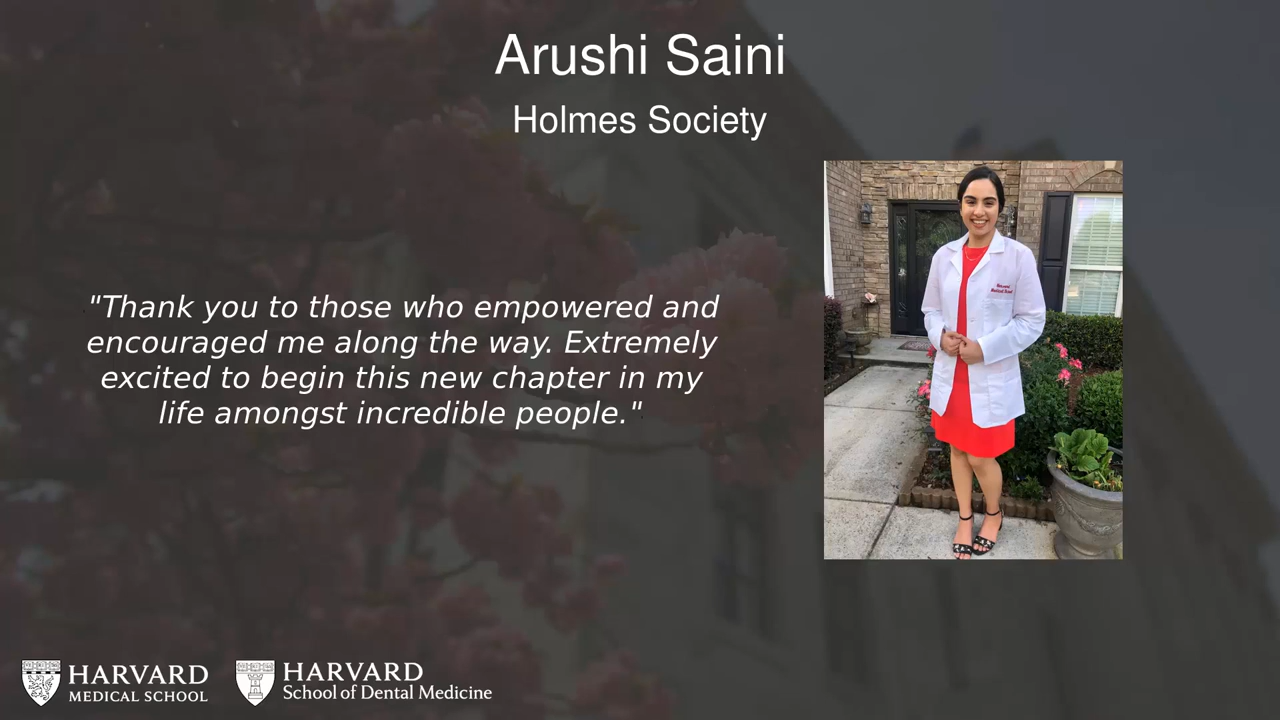 Arushi Saini
Holmes Society
"Thank you to those who empowered and
encouraged me along the way. Extremely
excited to begin this new chapter in my
life amongst incredible people."
HARVARD
MEDICAL SCHOOL
HARVARD
School of Dental Medicine